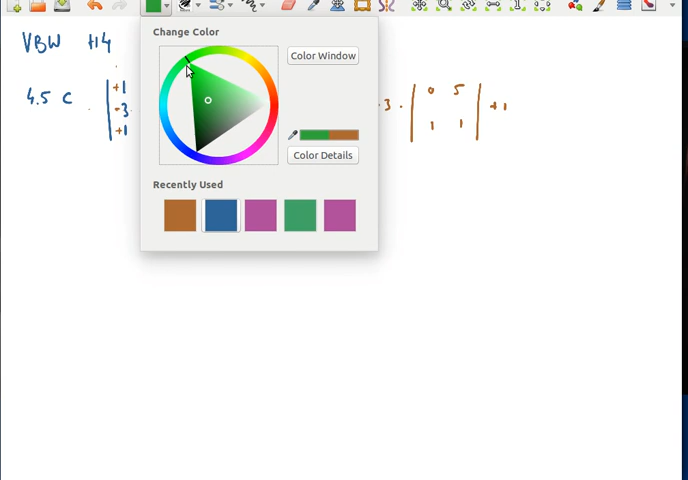 VBW H4
Change Color
Color Window
4.5 C
+1
-3
+1
3 · | 0 5 | +1
1 1
Color Details
Recently Used